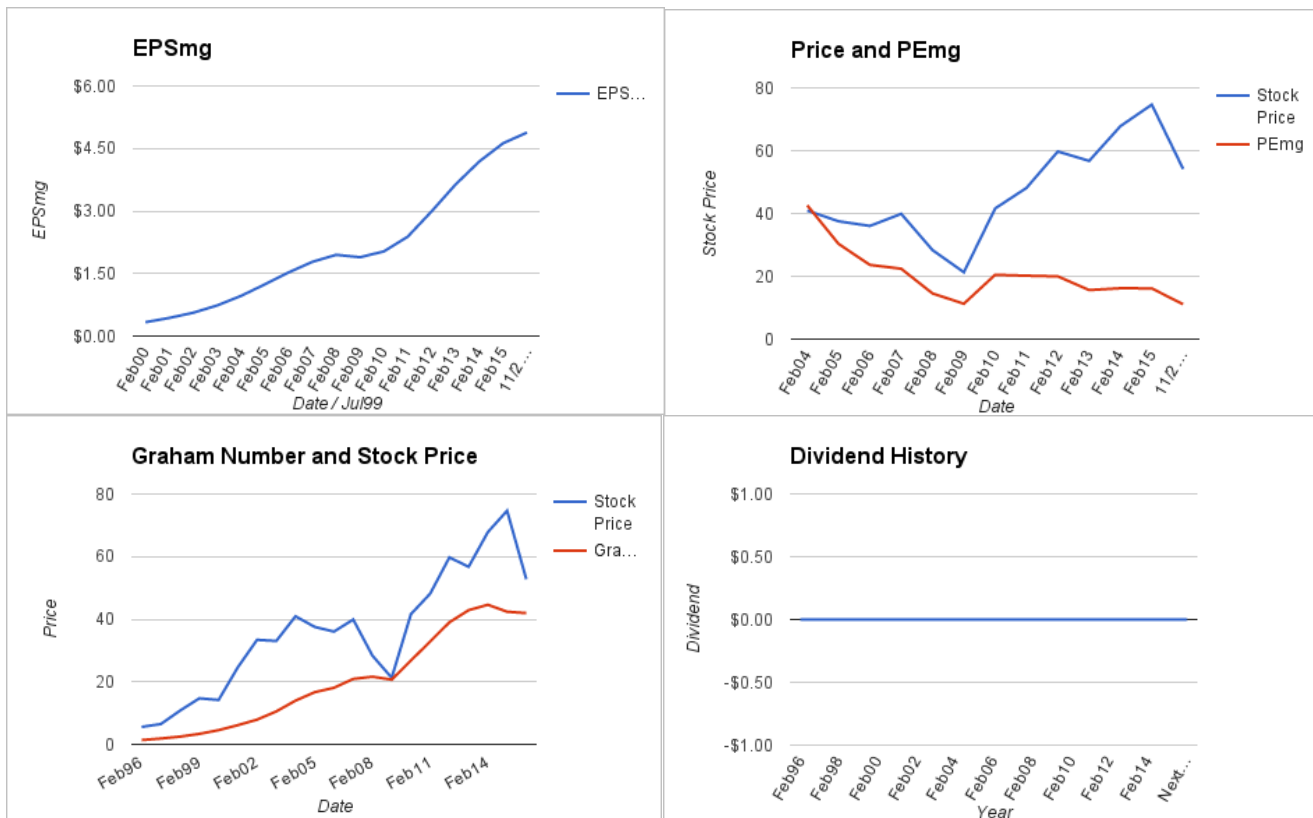 EPSmg
$6.00
$4.50
$3.00
$1.50
$0.00
EPSmg
EPS...
Feb00
Feb01
Feb02
Feb03
Feb04
Feb05
Feb06
Feb07
Feb08
Feb09
Feb10
Feb11
Feb12
Feb13
Feb14
Feb15
11/2...
Date / Jul99
Price and PEmg
80
60
40
20
0
Stock Price
Stock
Price
PEmg
Feb04
Feb05
Feb06
Feb07
Feb08
Feb09
Feb10
Feb11
Feb12
Feb13
Feb14
Feb15
11/2...
Date
Graham Number and Stock Price
80
60
40
20
0
Price
Stock
Price
Gra...
Feb96
Feb99
Feb02
Feb05
Feb08
Feb11
Feb14
Date
Dividend History
$1.00
$0.50
$0.00
-$0.50
-$1.00
Dividend
Feb96
Feb98
Feb00
Feb02
Feb04
Feb06
Feb08
Feb10
Feb12
Feb14
Next...
Year